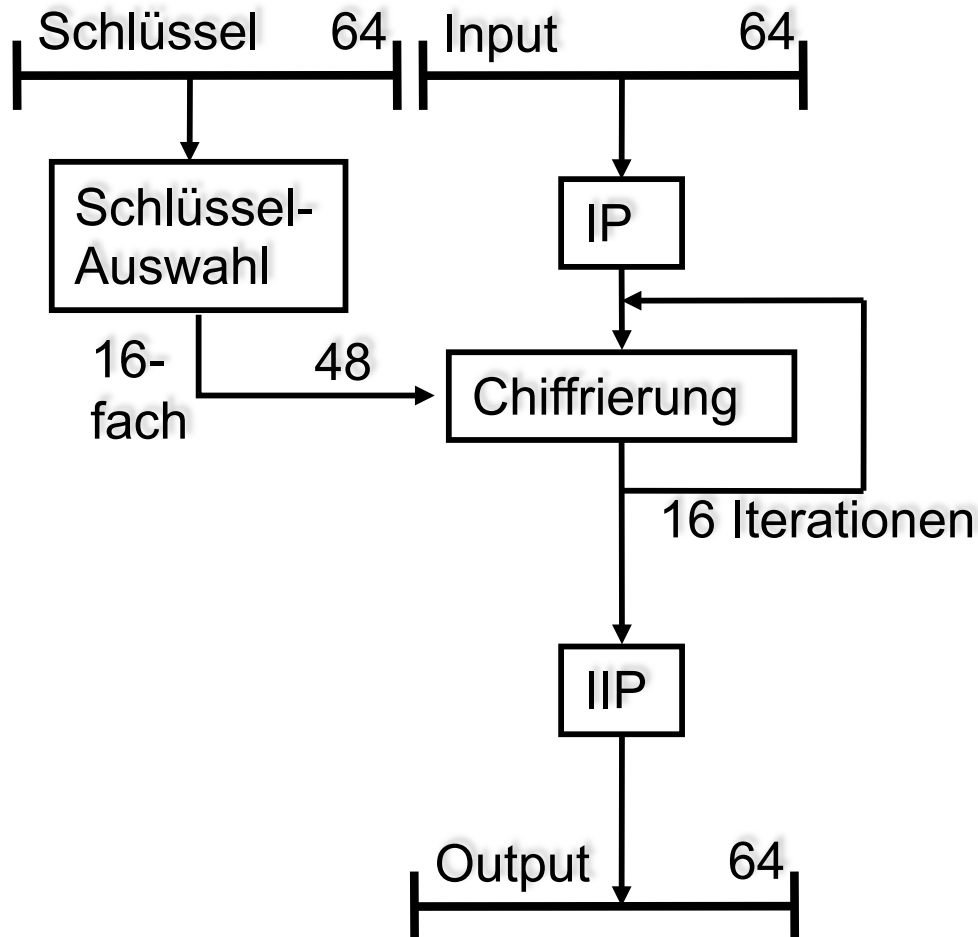 Schlüssel 64
Input 64
Schlüssel-
Auswahl
IP
16-
fach
48
Chiffrierung
16 Iterationen
IIP
Output 64